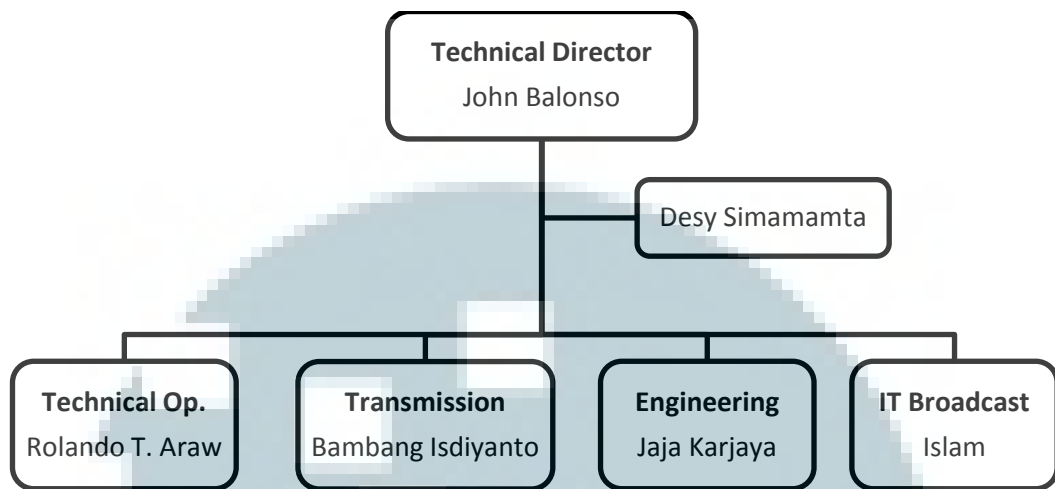 Technical Director
John Balonso
Desy Simamamta
Technical Op.
Rolando T. Araw
Transmission
Bambang Isdiyanto
Engineering
Jaja Karjaya
IT Broadcast
Islam